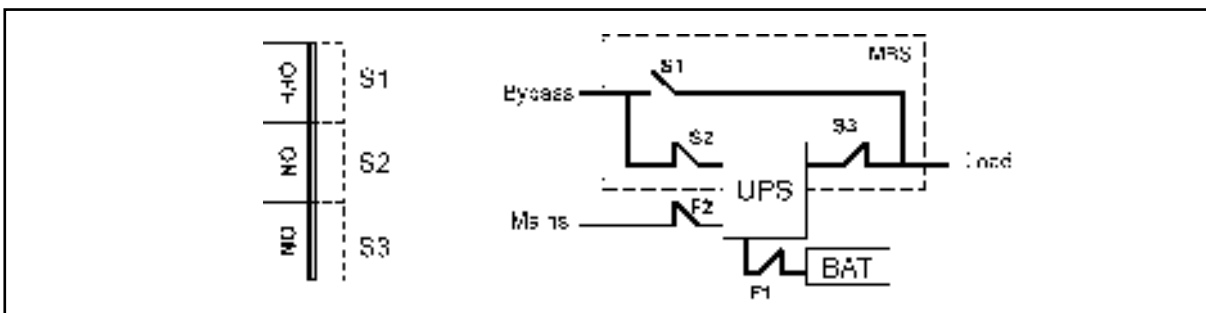 OFF
S1
ON
S2
ON
S3
MBS
S1
Bypass
S2
S3
Load
UPS
F2
Mains
BAT
F1